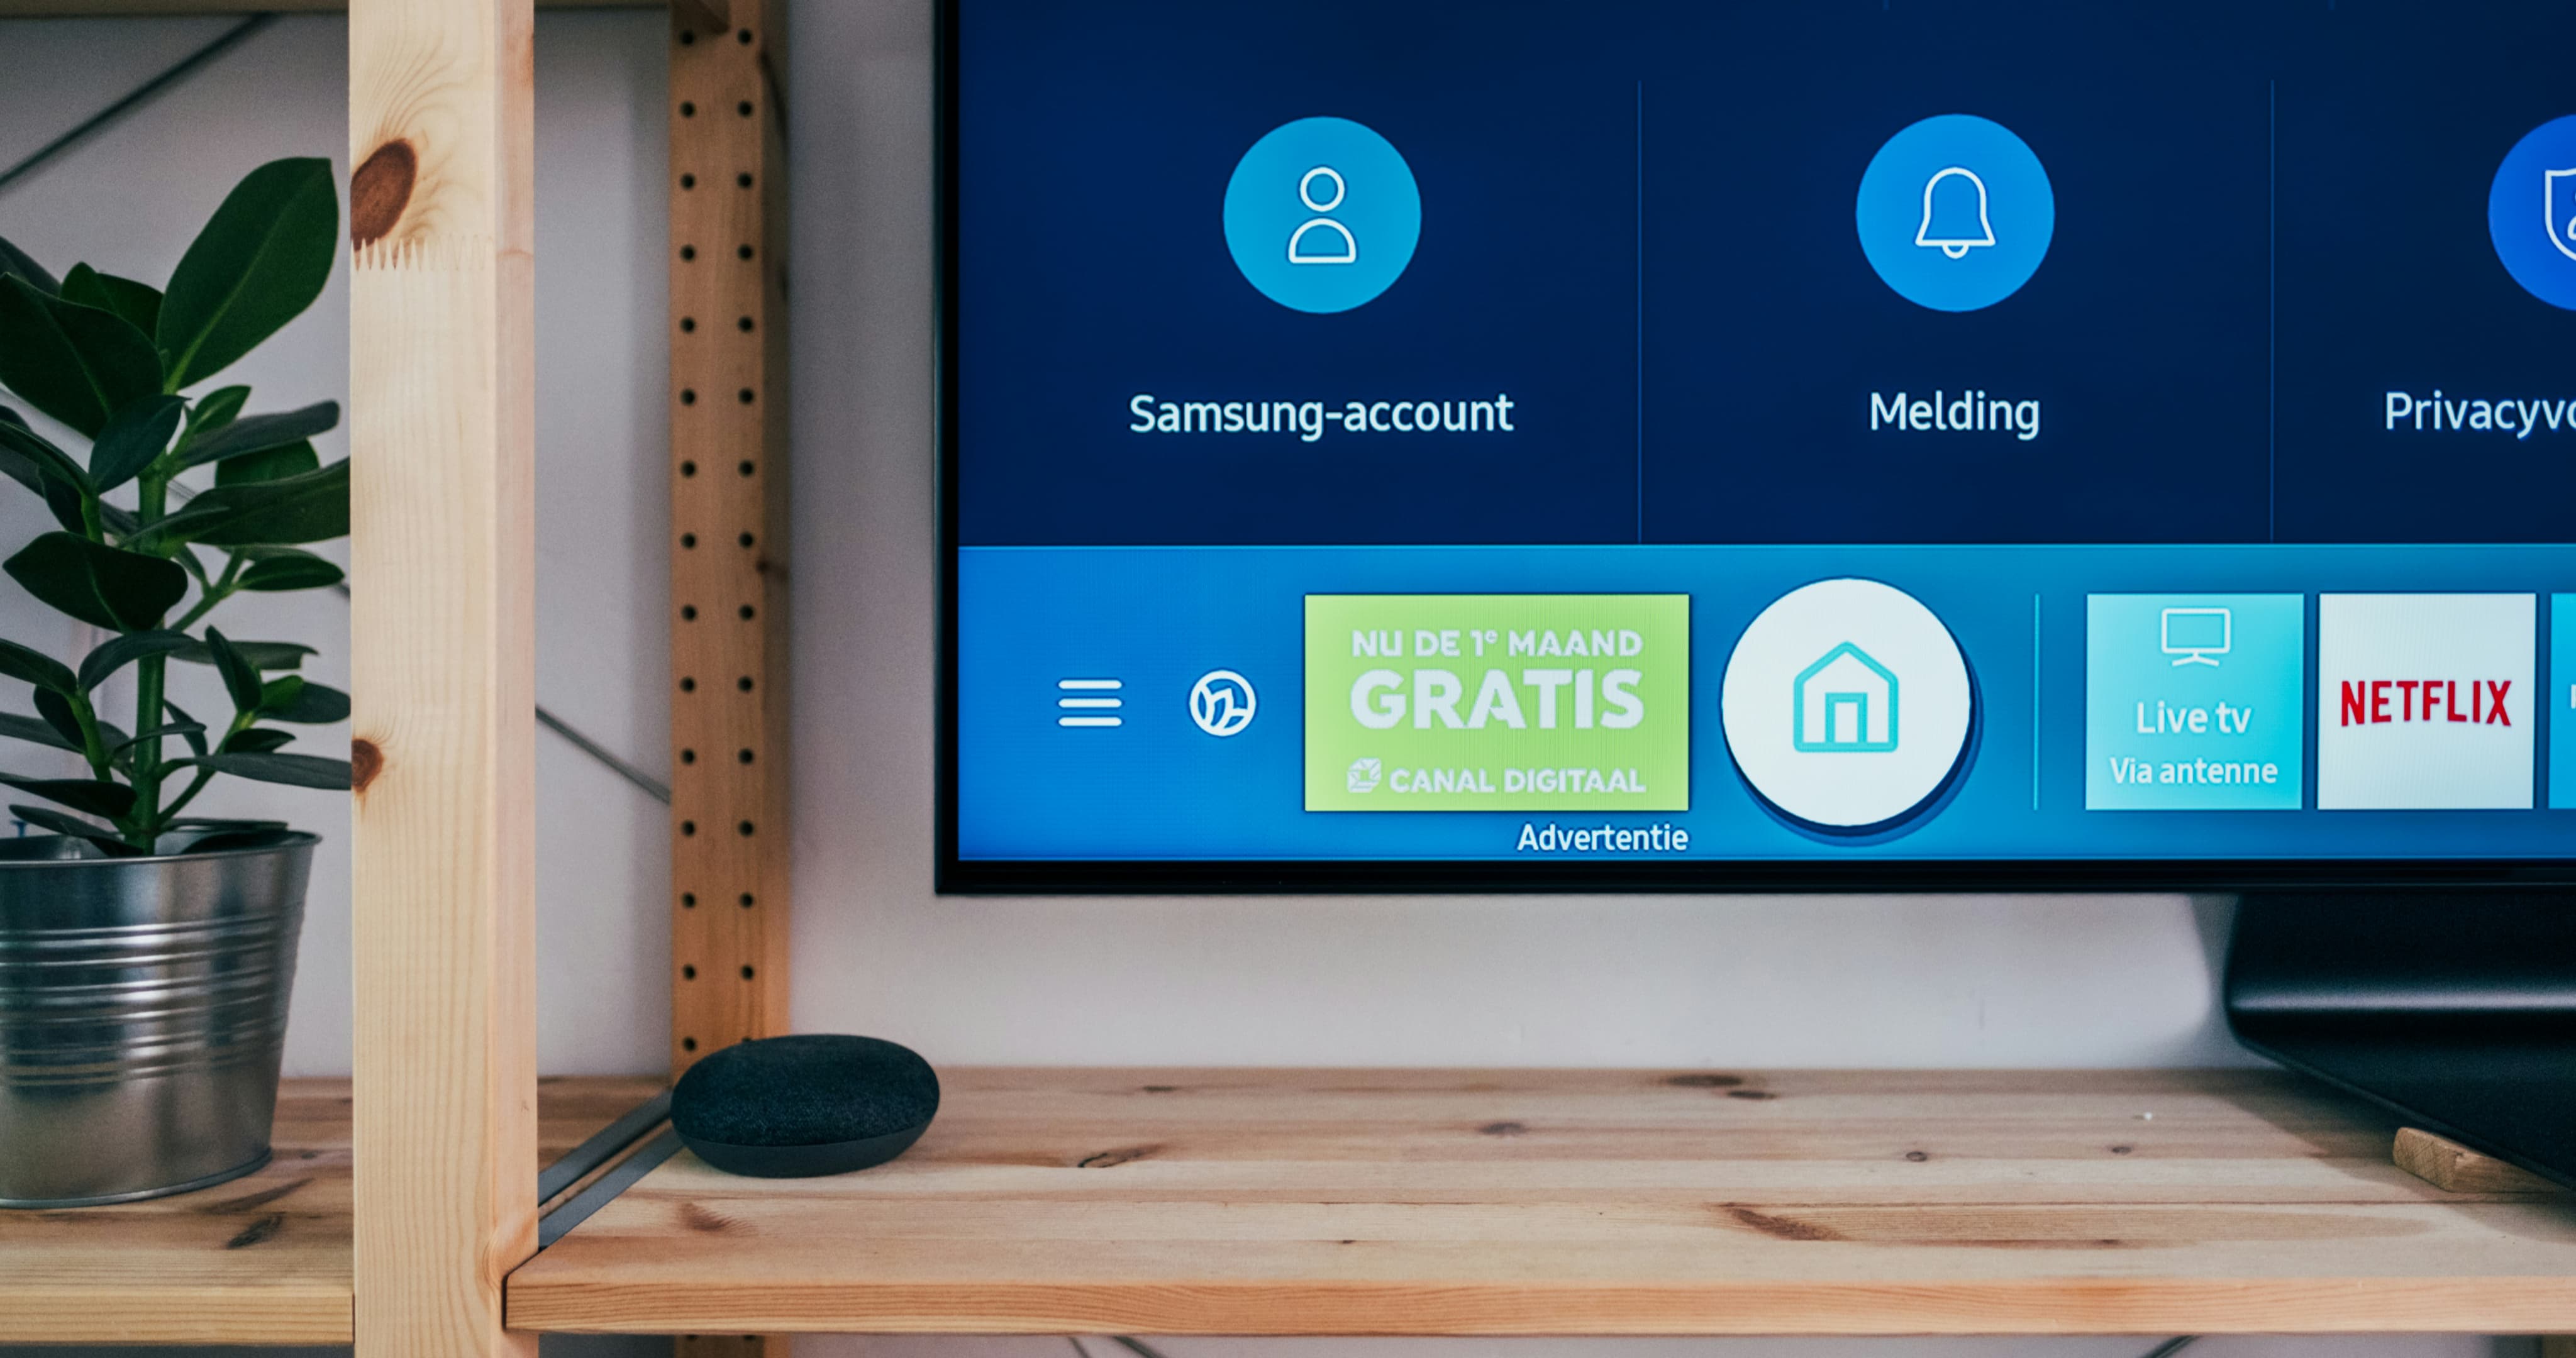 Samsung-account
Melding
NU DE 1e MAAND
GRATIS
CANAL DIGITAAL
Advertentie
Live tv
Via antenne
NETFLIX